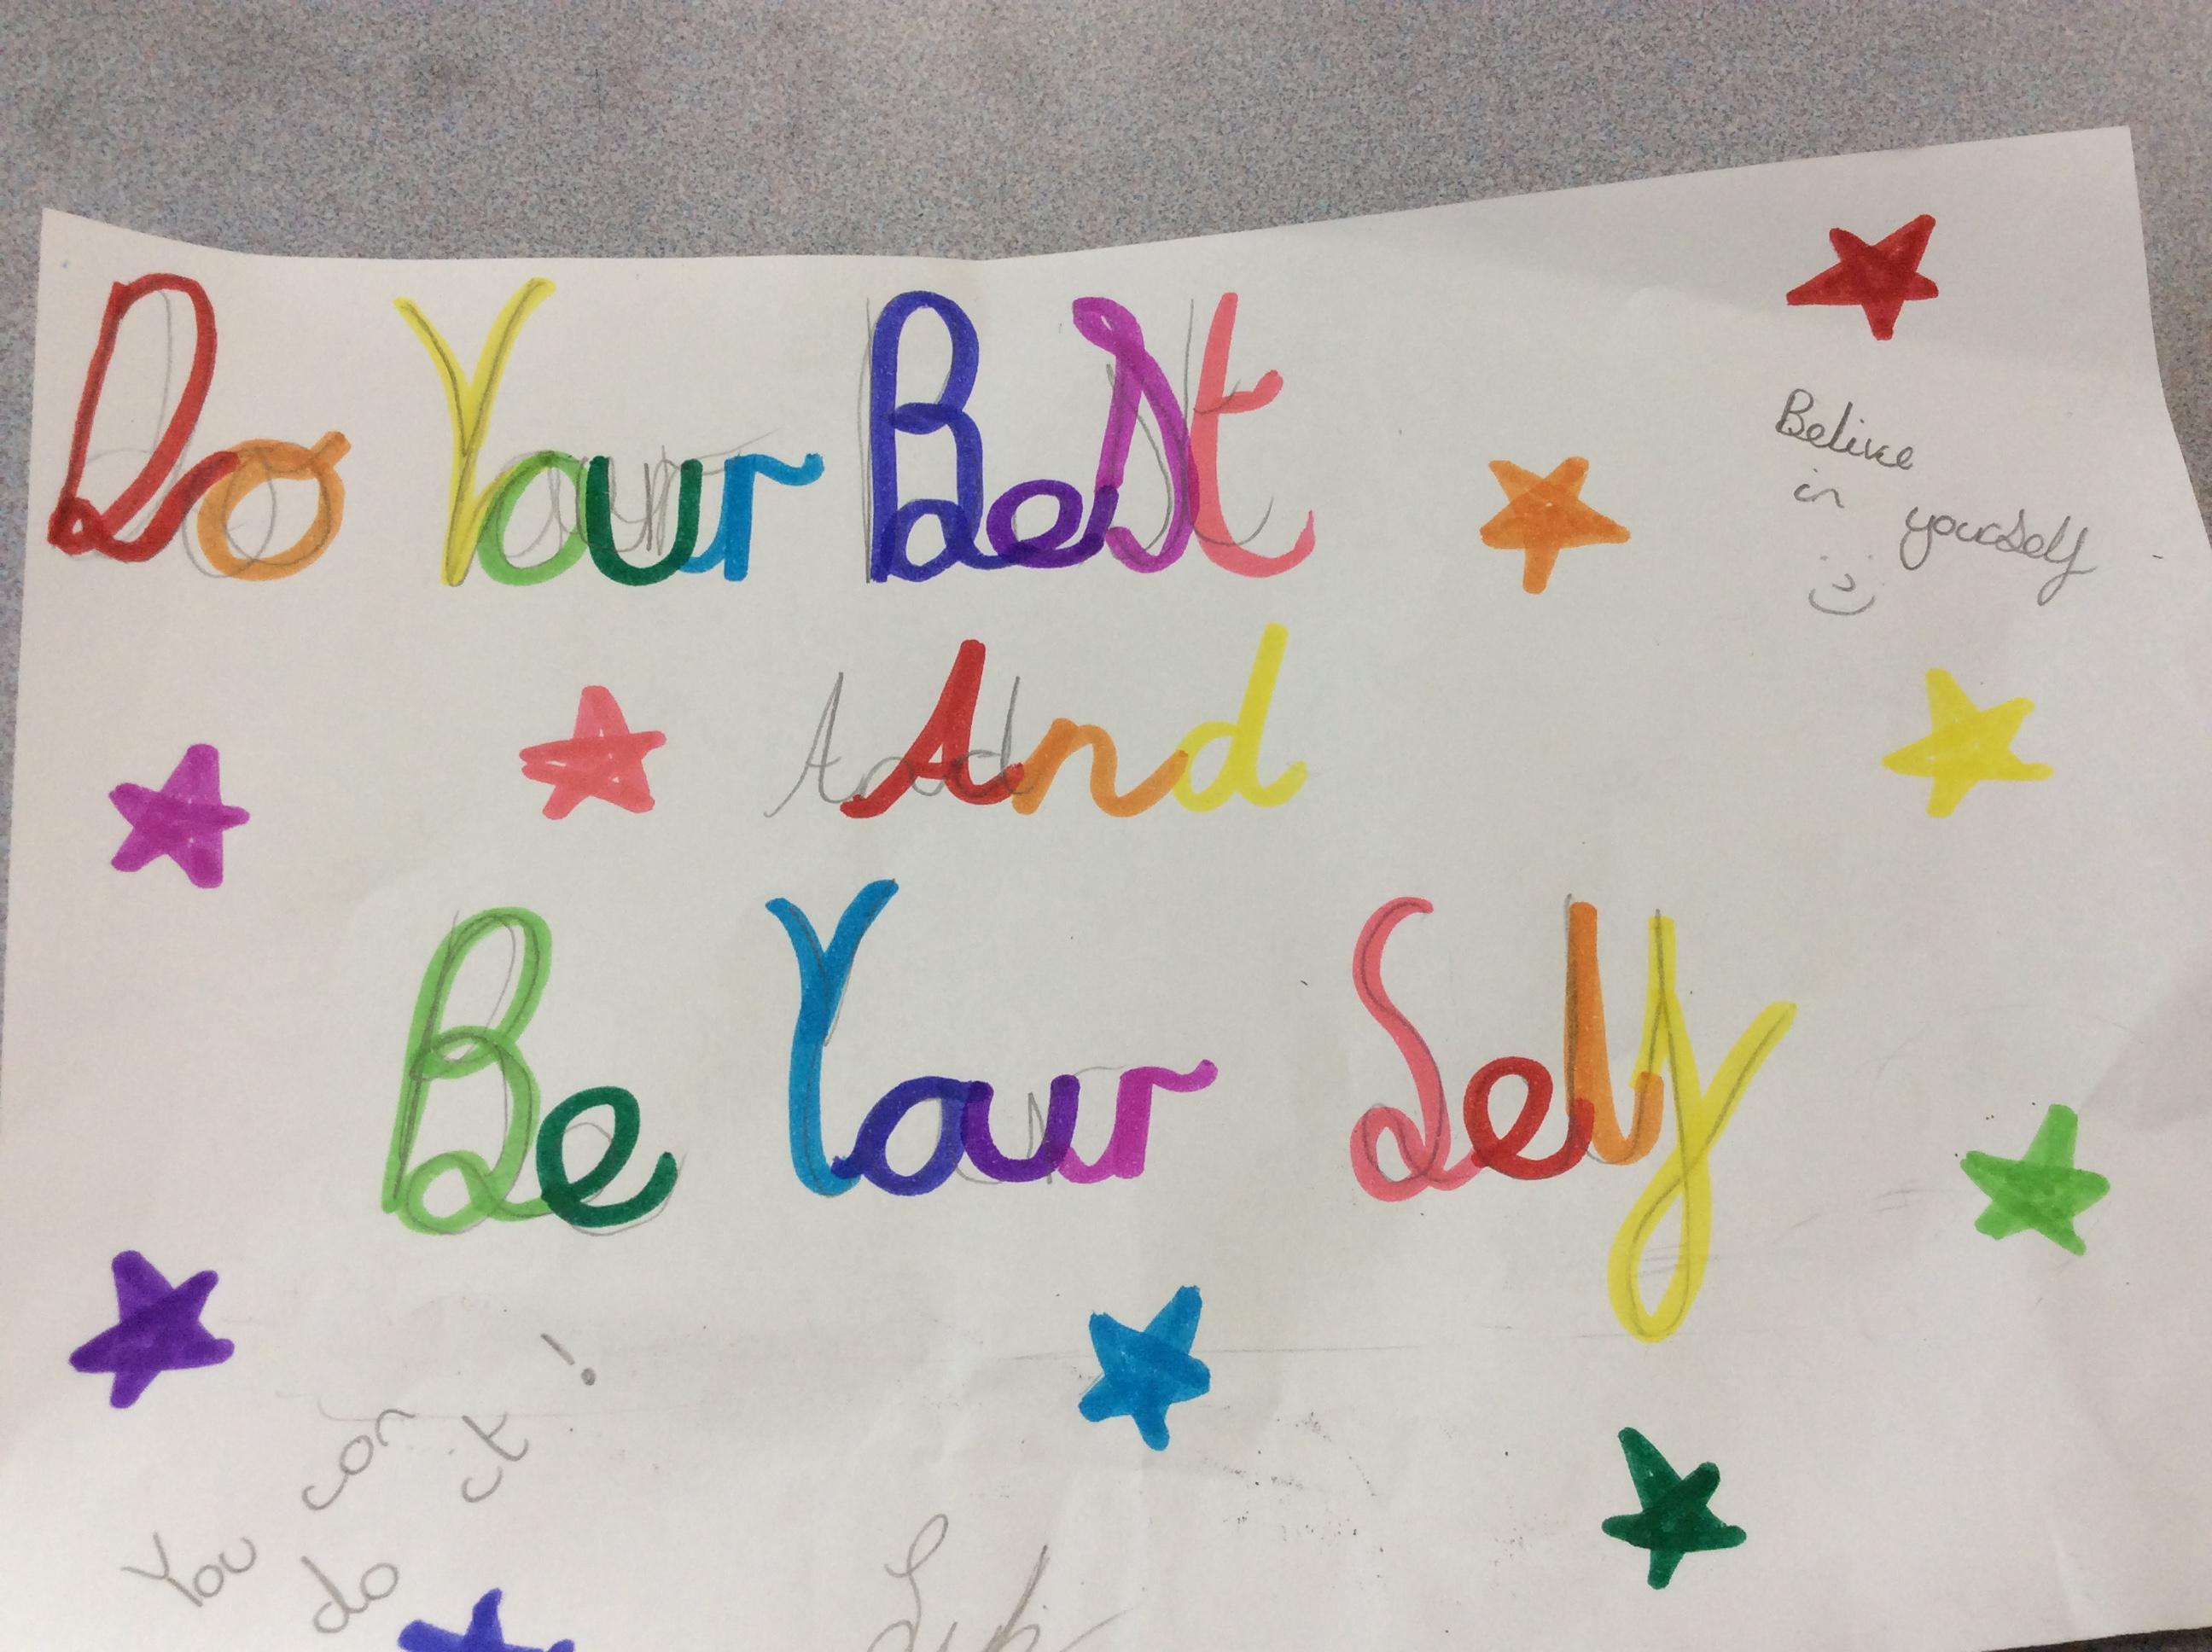 Do Your Best
Belive
in yourself
And
Be Your Self
You can
do it!